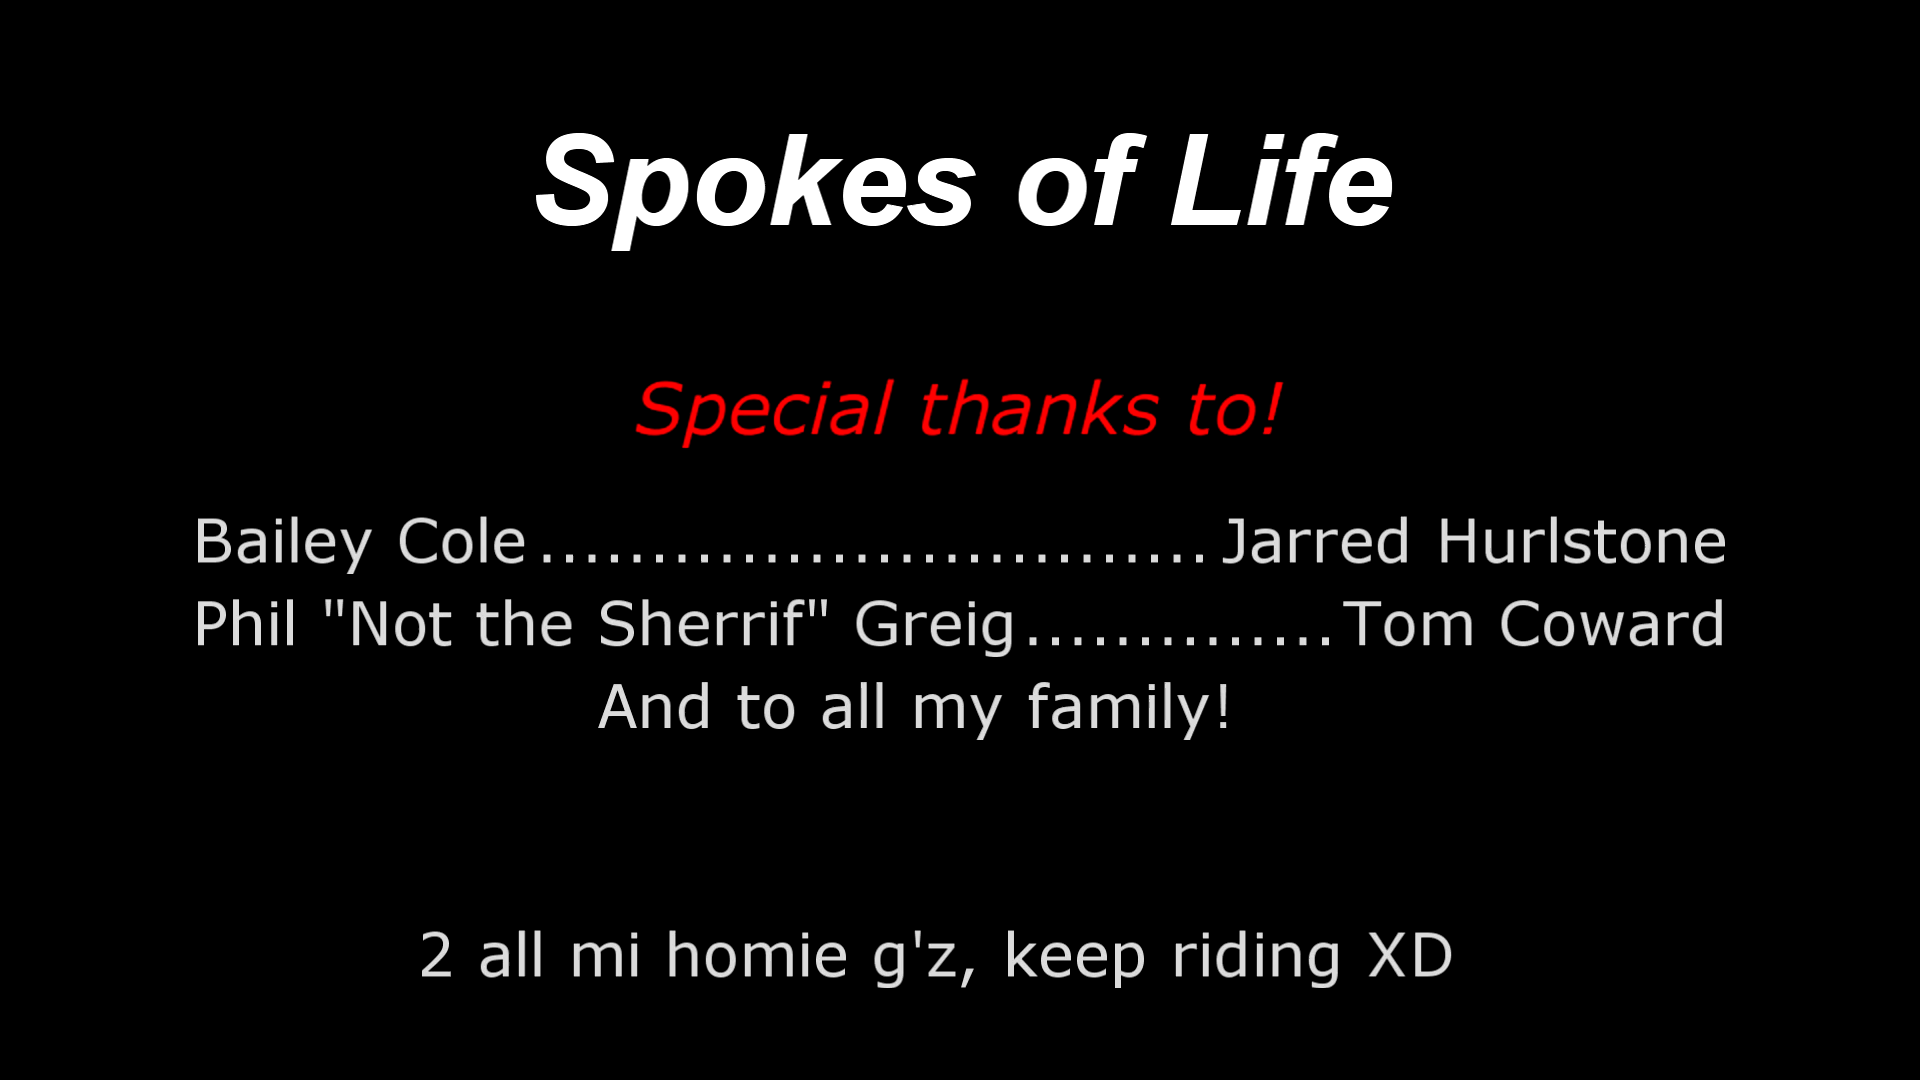 Spokes of Life
Special thanks to!
Bailey Cole..............................Jarred Hurlstone
Phil "Not the Sherrif" Greig..............Tom Coward
And to all my family!
2 all mi homie g'z, keep riding XD